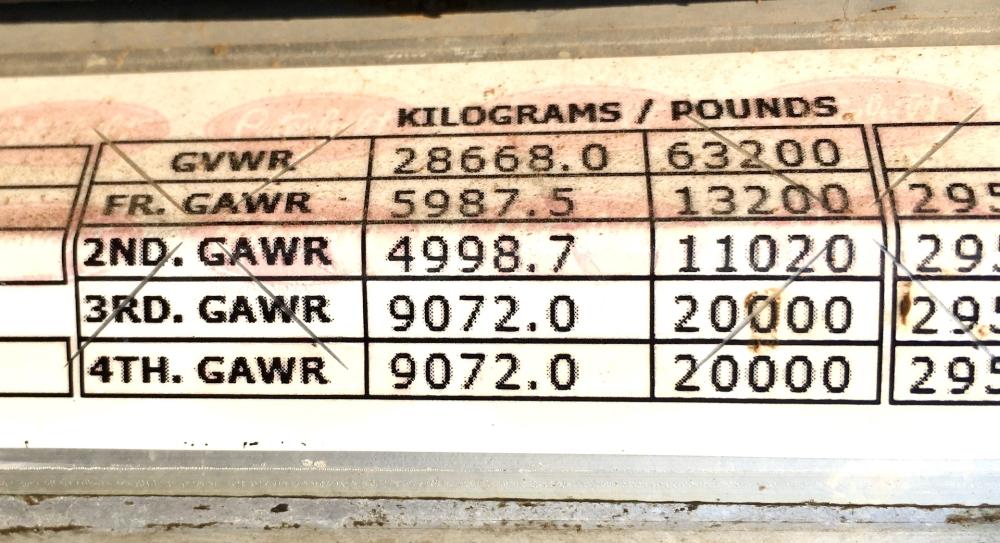 KILOGRAMS / POUNDS
GVWR 28668.0 63200
FR. GAWR 5987.5 13200 295
2ND. GAWR 4998.7 11020 295
3RD. GAWR 9072.0 20000 295
4TH. GAWR 9072.0 20000 295